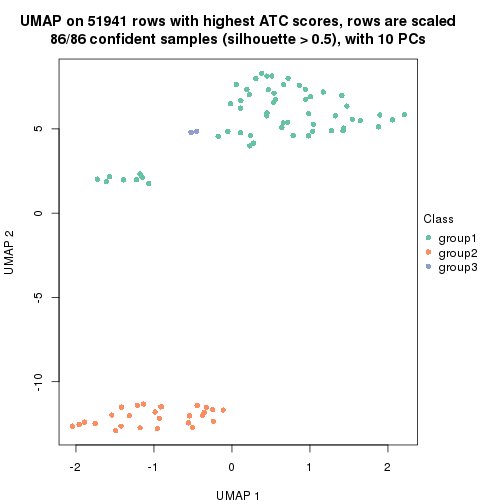 UMAP on 51941 rows with highest ATC scores, rows are scaled
86/86 confident samples (silhouette > 0.5), with 10 PCs
5
0
-5
-10
UMAP 2
-2
-1
0
1
2
UMAP 1
Class
group1
group2
group3